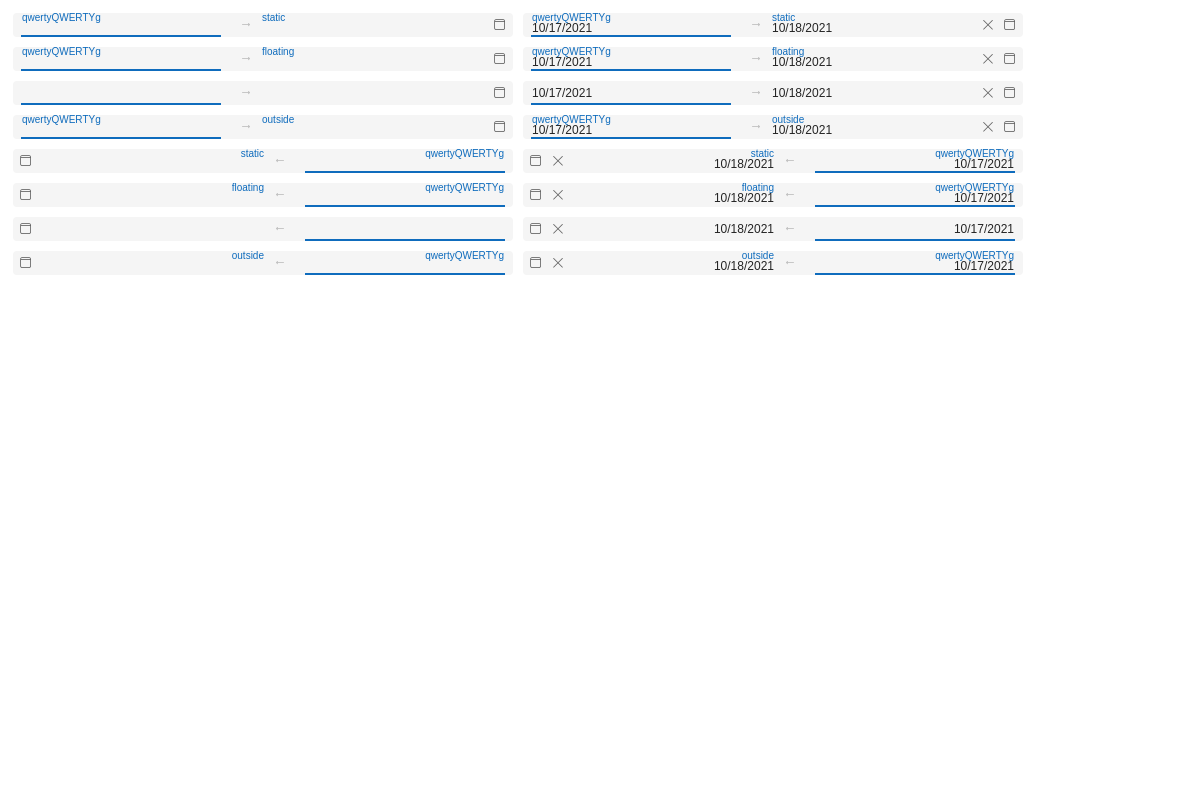 qwertyQWERTYg → static
qwertyQWERTYg → static
10/17/2021 10/18/2021
qwertyQWERTYg → floating
qwertyQWERTYg → floating
10/17/2021 10/18/2021
→
10/17/2021 → 10/18/2021
qwertyQWERTYg → outside
qwertyQWERTYg → outside
10/17/2021 10/18/2021
static ← qwertyQWERTYg
static ← qwertyQWERTYg
10/18/2021 10/17/2021
floating ← qwertyQWERTYg
floating ← qwertyQWERTYg
10/18/2021 10/17/2021
←
10/18/2021 ← 10/17/2021
outside ← qwertyQWERTYg
outside ← qwertyQWERTYg
10/18/2021 10/17/2021